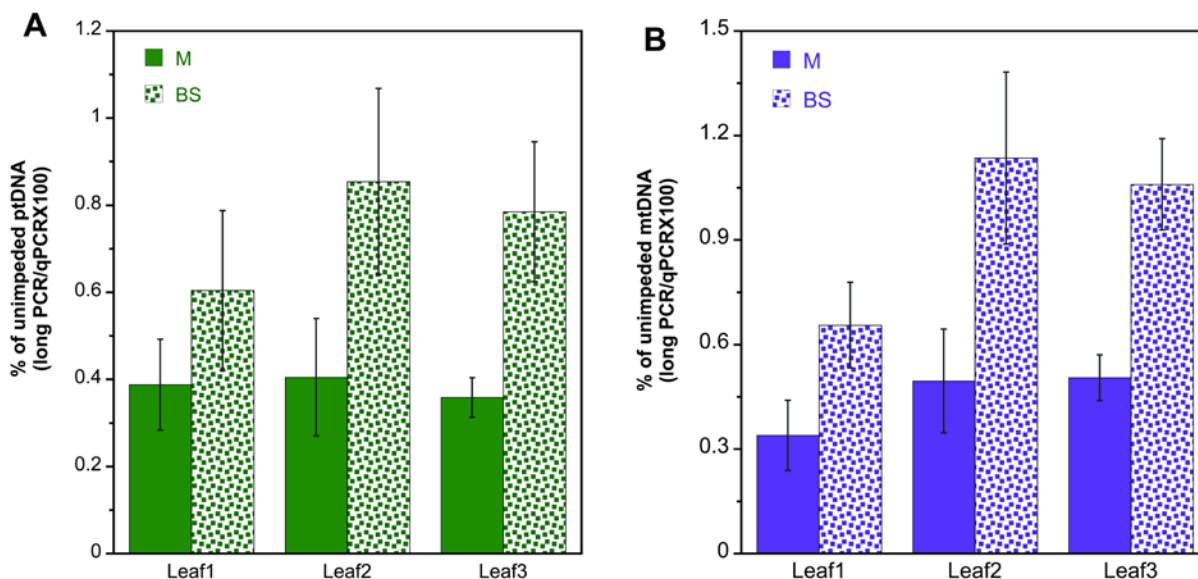 A
% of unimpeded ptDNA
(long PCR/qPCRX100)
1.2
1
0.8
0.6
0.4
0.2
0
M
BS
Leaf1
Leaf2
Leaf3
B
% of unimpeded mtDNA
(long PCR/qPCRX100)
1.5
1.2
0.9
0.6
0.3
0
M
BS
Leaf1
Leaf2
Leaf3